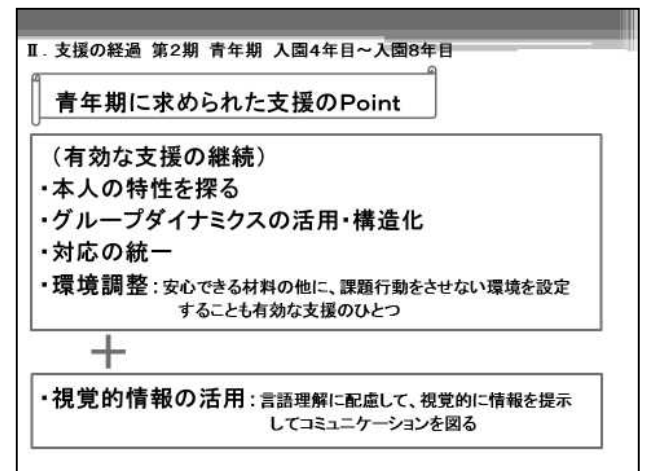 Ⅱ．支援の経過 第2期 青年期 入園4年目～入園8年目
青年期に求められた支援のPoint
（有効な支援の継続）
・本人の特性を探る
・グループダイナミクスの活用・構造化
・対応の統一
・環境調整：安心できる材料の他に、課題行動をさせない環境を設定
することも有効な支援のひとつ
＋
・視覚的情報の活用：言語理解に配慮して、視覚的に情報を提示
してコミュニケーションを図る